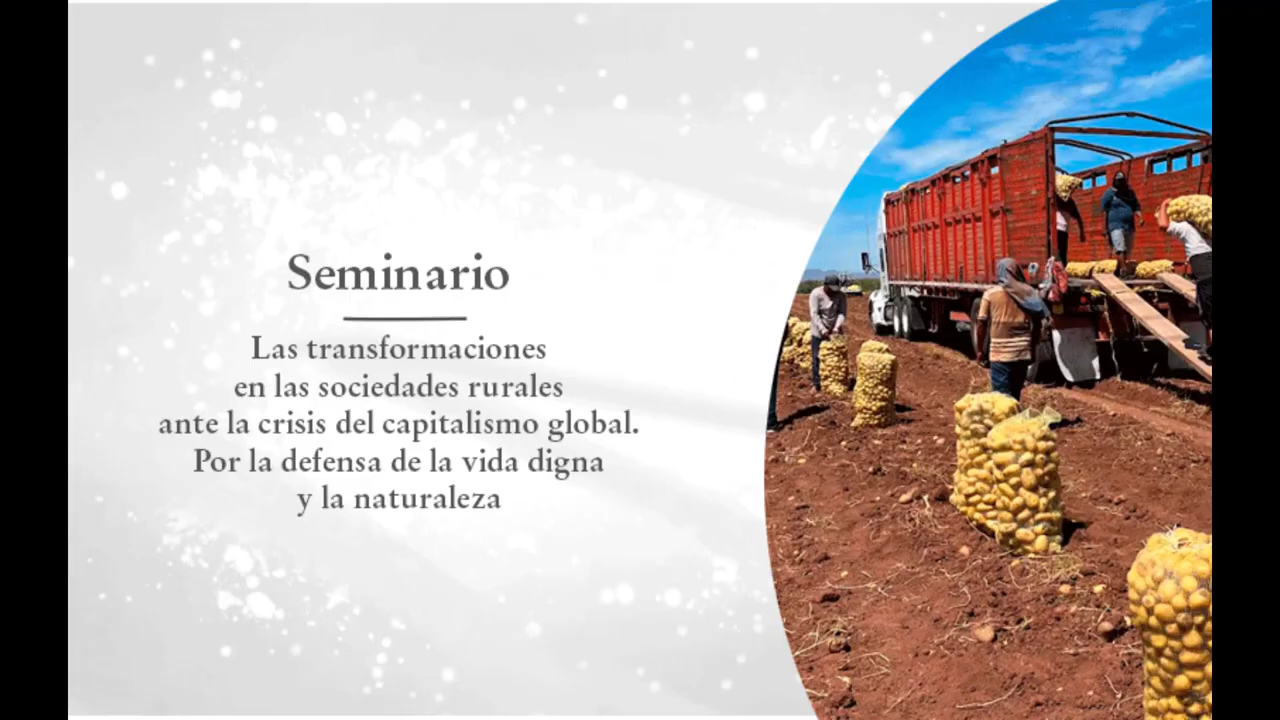 Seminario
Las transformaciones
en las sociedades rurales
ante la crisis del capitalismo global.
Por la defensa de la vida digna
y la naturaleza